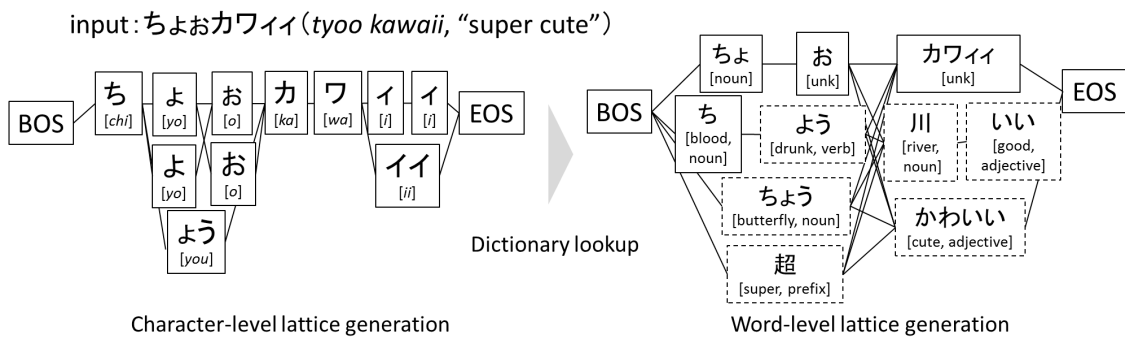 input：ちょぉカワィィ(tyoo kawaii, “super cute”)
BOS
ち
[chi]
ょ
[yo]
ぉ
[o]
カ
[ka]
ワ
[wa]
ィ
[i]
ィ
[i]
EOS
よ
[yo]
お
[o]
イイ
[ii]
ょう
[you]
Character-level lattice generation
Dictionary lookup
BOS
ちょ
[noun]
ぉ
[unk]
カワィィ
[unk]
EOS
ち
[blood,
noun]
よう
[drunk, verb]
川
[river,
noun]
いい
[good,
adjective]
ちょう
[butterfly, noun]
かわいい
[cute, adjective]
超
[super, prefix]
Word-level lattice generation